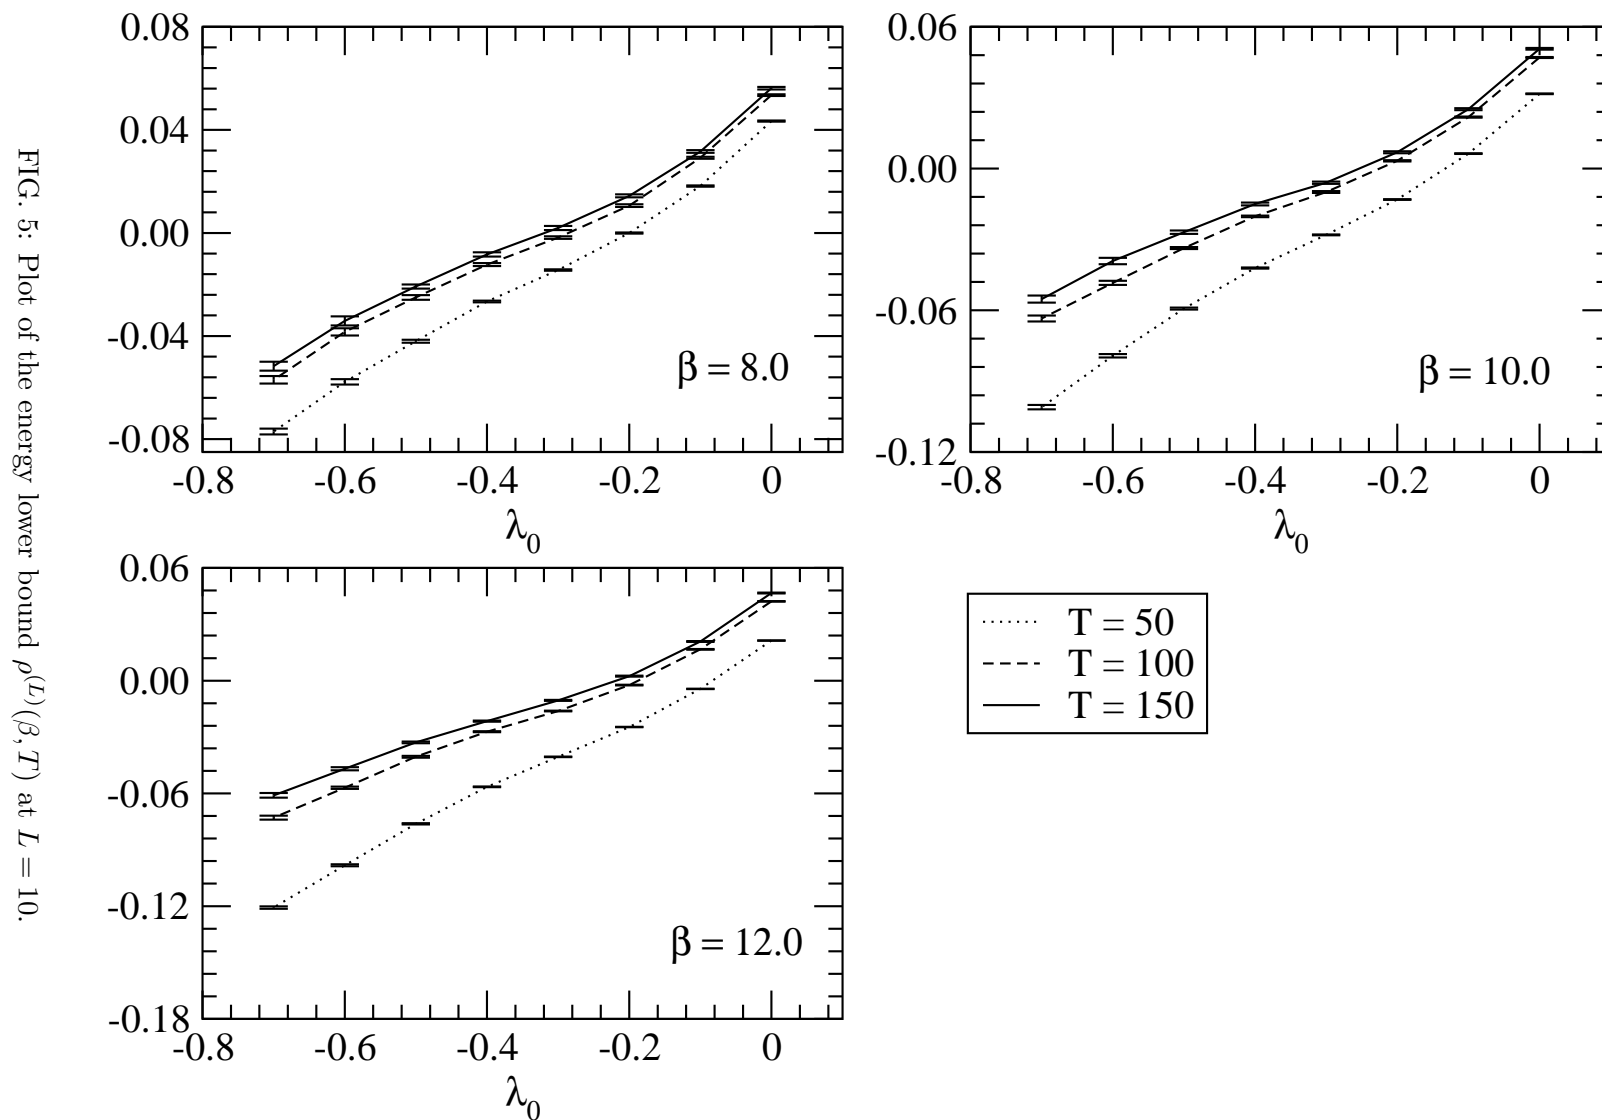 0.08
0.04
0.00
-0.04
-0.08
-0.8 -0.6 -0.4 -0.2 0
λ0
β = 8.0
0.06
0.00
-0.06
-0.12
-0.8 -0.6 -0.4 -0.2 0
λ0
β = 10.0
0.06
0.00
-0.06
-0.12
-0.18
-0.8 -0.6 -0.4 -0.2 0
λ0
β = 12.0
T = 50
T = 100
T = 150
FIG. 5: Plot of the energy lower bound ρ^(L)(β, T) at L = 10.